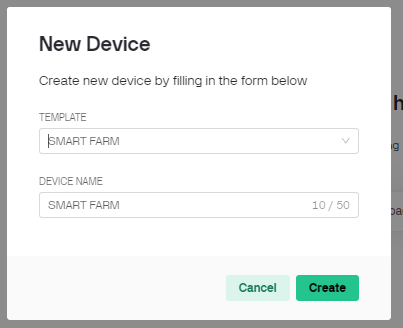 New Device
Create new device by filling in the form below
TEMPLATE
SMART FARM
DEVICE NAME
SMART FARM 10 / 50
Cancel Create